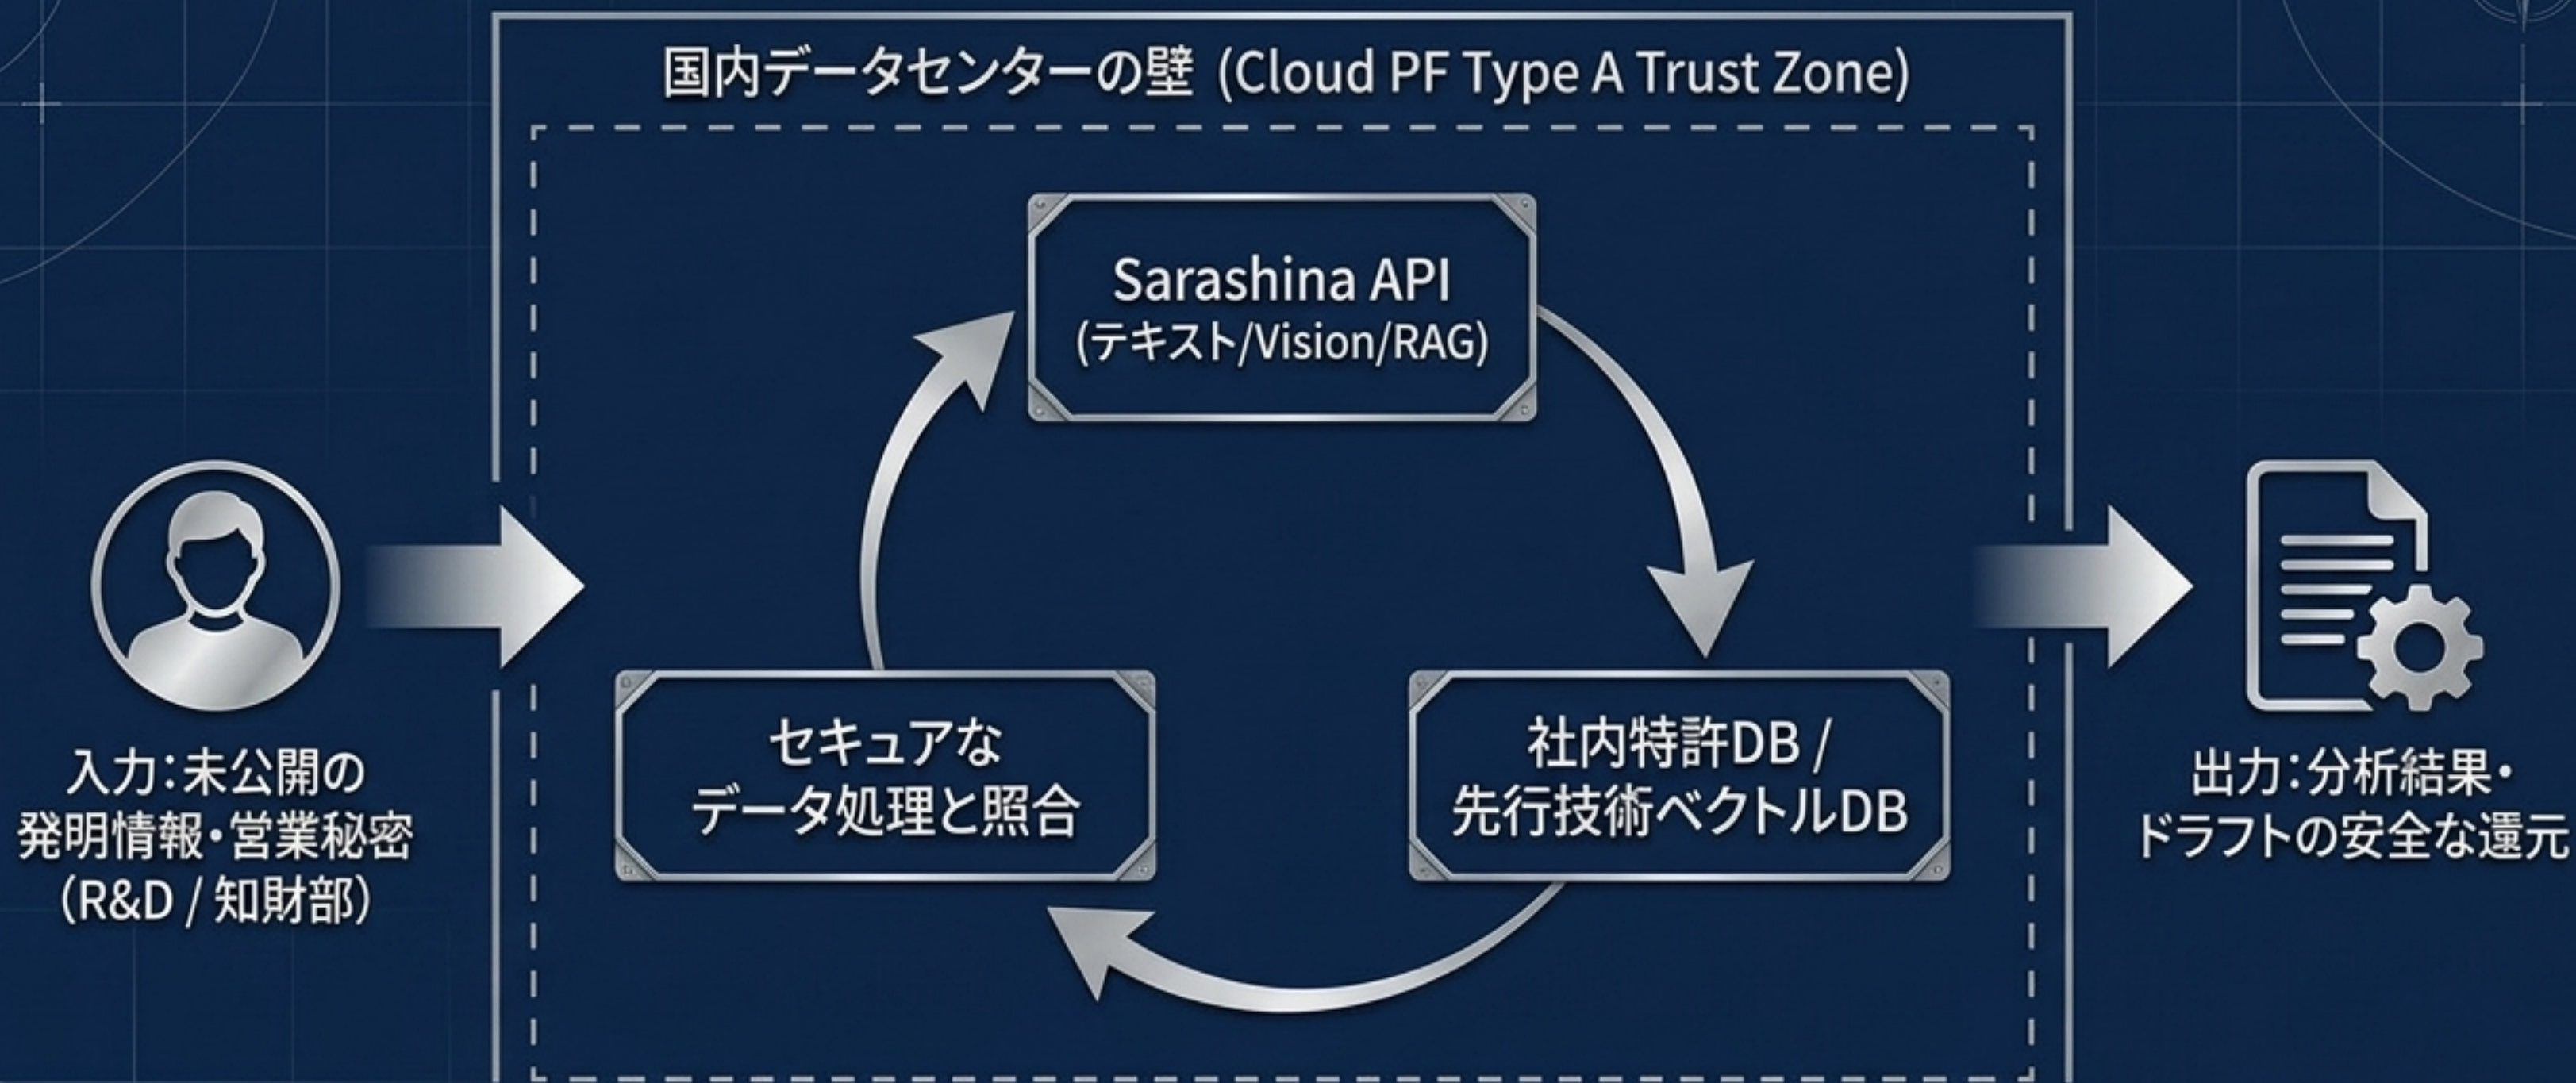 国内データセンターの壁 (Cloud PF Type A Trust Zone)
Sarashina API
(テキスト/Vision/RAG)
入力：未公開の
発明情報・営業秘密
（R&D / 知財部）
セキュアな
データ処理と照合
社内特許DB /
先行技術ベクトルDB
出力：分析結果・
ドラフトの安全な還元